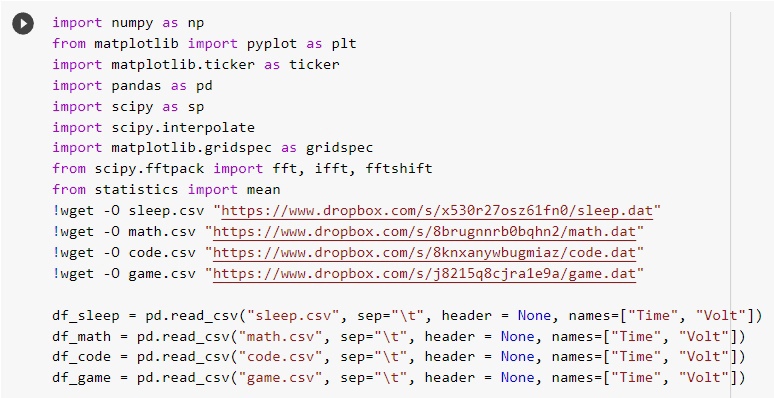 import numpy as np
from matplotlib import pyplot as plt
import matplotlib.ticker as ticker
import pandas as pd
import scipy as sp
import scipy.interpolate
import matplotlib.gridspec as gridspec
from scipy.fftpack import fft, ifft, fftshift
from statistics import mean
!wget -O sleep.csv "https://www.dropbox.com/s/x530r27osz61fn0/sleep.dat"
!wget -O math.csv "https://www.dropbox.com/s/8brugnnrb0bqhn2/math.dat"
!wget -O code.csv "https://www.dropbox.com/s/8knxanywbugmiaz/code.dat"
!wget -O game.csv "https://www.dropbox.com/s/j8215q8cjra1e9a/game.dat"
df_sleep = pd.read_csv("sleep.csv", sep="\t", header = None, names=["Time", "Volt"])
df_math = pd.read_csv("math.csv", sep="\t", header = None, names=["Time", "Volt"])
df_code = pd.read_csv("code.csv", sep="\t", header = None, names=["Time", "Volt"])
df_game = pd.read_csv("game.csv", sep="\t", header = None, names=["Time", "Volt"])